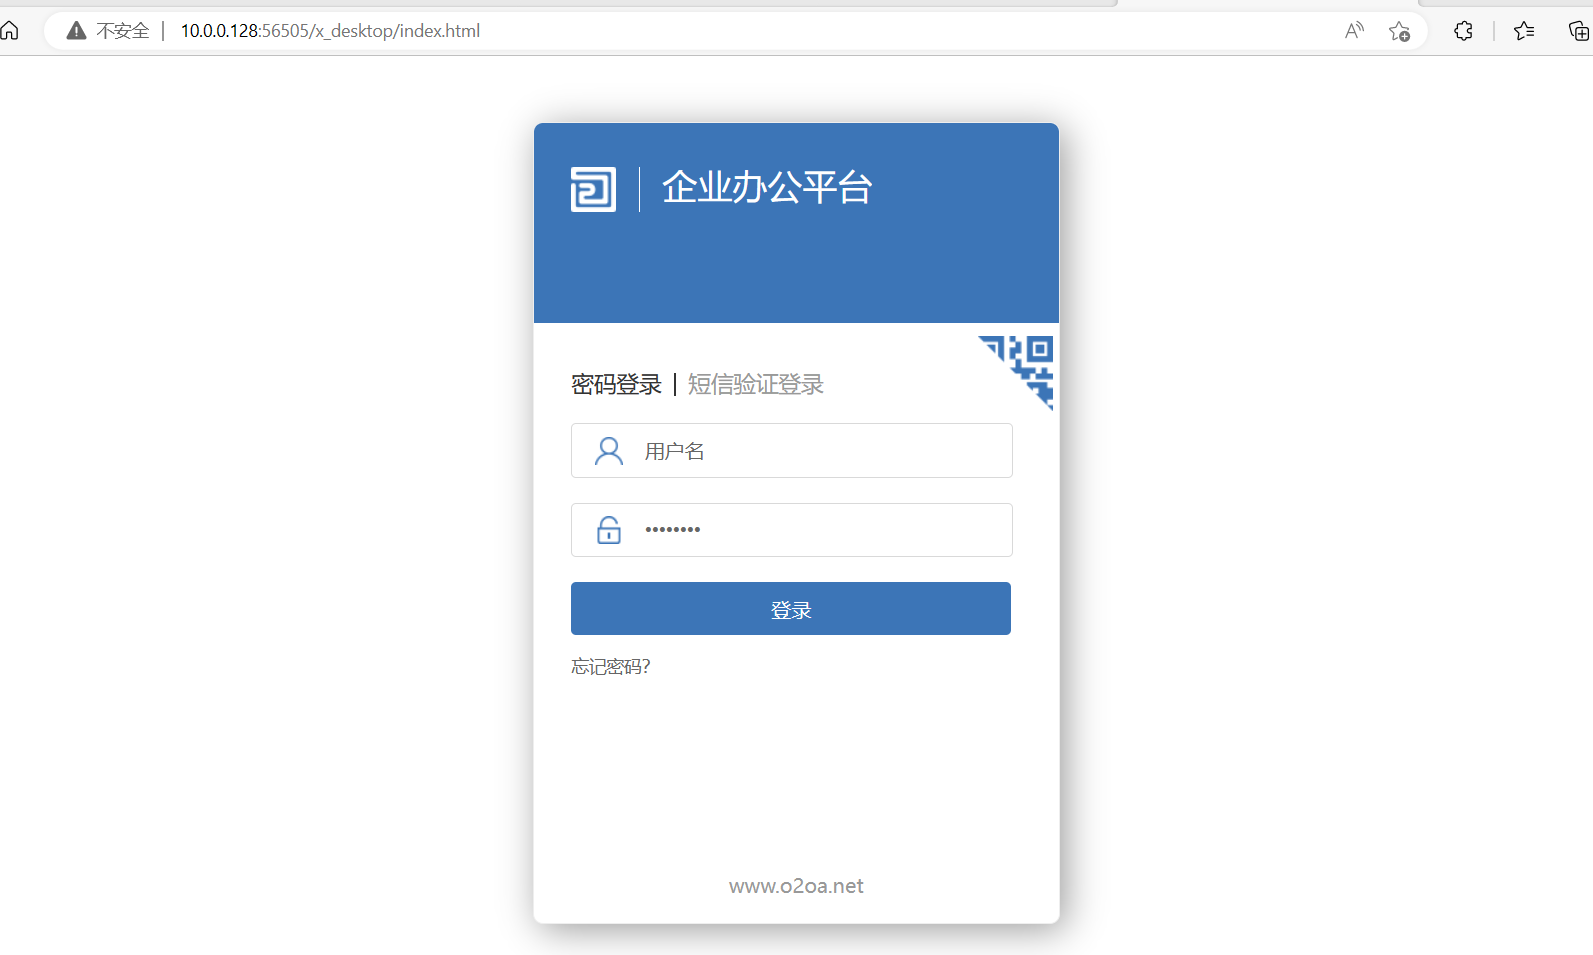 不安全 | 10.0.0.128:56505/x_desktop/index.html
企业办公平台
密码登录 | 短信验证登录
用户名
••••••••
登录
忘记密码?
www.o2oa.net